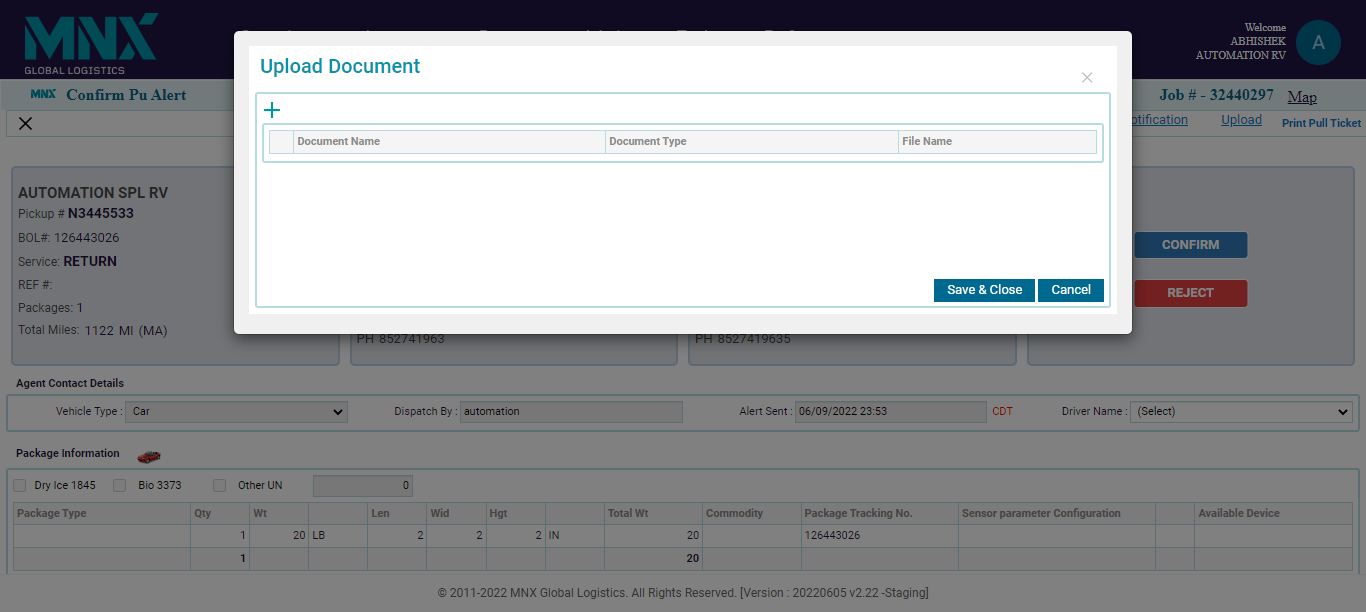 MNX
GLOBAL LOGISTICS
Welcome
ABHISHEK
AUTOMATION RV
A
Upload Document
MNX Confirm Pu Alert
Job # - 32440297 Map
Upload Print Pull Ticket
Document Name Document Type File Name
Save & Close Cancel
AUTOMATION SPL RV
Pickup # N3445533
BOL#: 126443026
Service: RETURN
REF #:
Packages: 1
Total Miles: 1122 MI (MA)
PH 852741963
PH 8527419635
CONFIRM
REJECT
Agent Contact Details
Vehicle Type : Car Dispatch By : automation Alert Sent : 06/09/2022 23:53 CDT Driver Name : (Select)
Package Information
Dry Ice 1845 Bio 3373 Other UN 0
Package Type Qty Wt Len Wid Hgt Total Wt Commodity Package Tracking No. Sensor parameter Configuration Available Device
1 20 LB 2 2 2 IN 20 126443026
1 20
© 2011-2022 MNX Global Logistics. All Rights Reserved. [Version : 20220605 v2.22 -Staging]